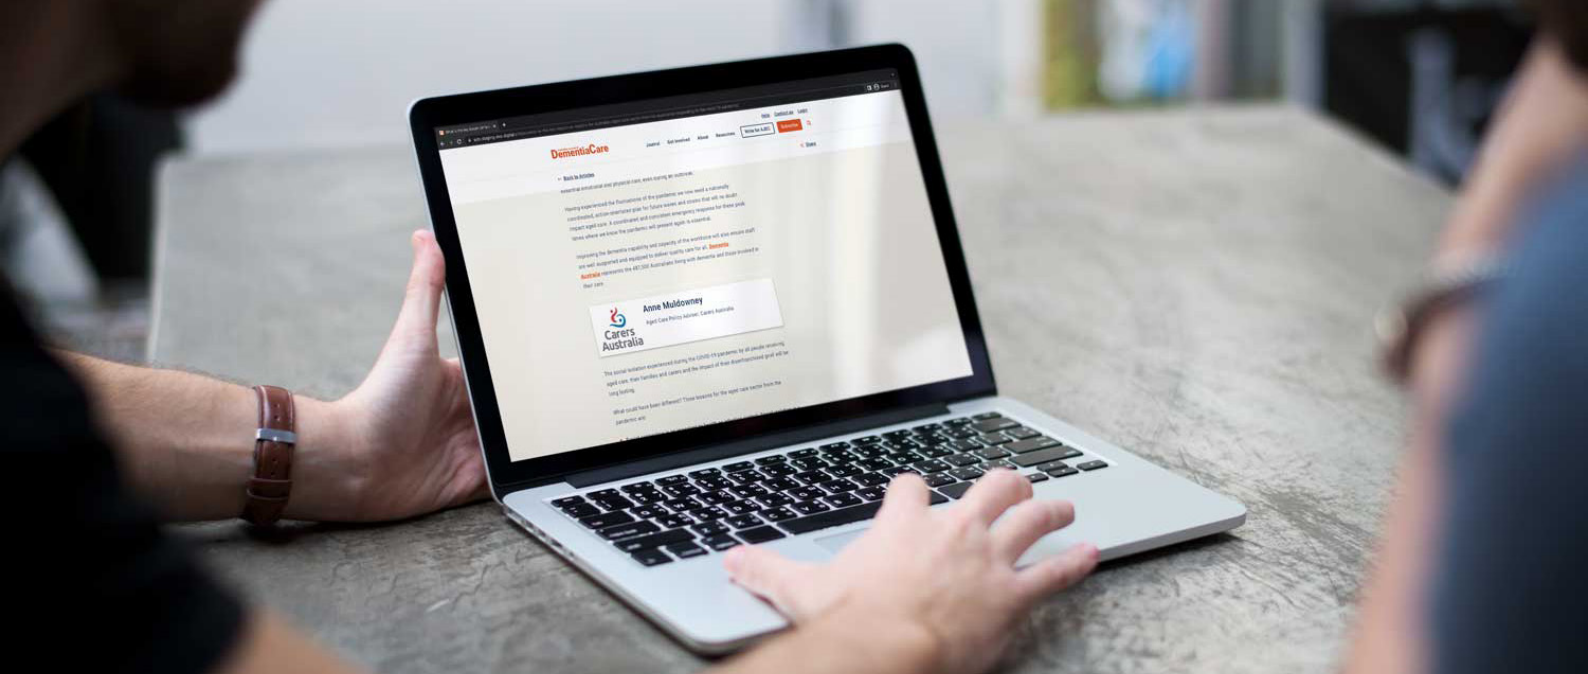 Help Contact us Login
DementiaCare
Journal Get involved About Resources Write for AJDC Subscribe
Share
← Back to Articles
essential emotional and physical care, even during an outbreak.
Having experienced the fluctuations of the pandemic we now need a nationally
coordinated, action-orientated plan for future waves and strains that will no doubt
impact aged care. A coordinated and consistent emergency response for these peak
times where we know the pandemic will present again is essential.
Improving the dementia capability and capacity of the workforce will also ensure staff
are well supported and equipped to deliver quality care for all. Dementia
Australia represents the 487,500 Australians living with dementia and those involved in
their care.
Anne Muldowney
Aged Care Policy Adviser, Carers Australia
Carers
Australia
The social isolation experienced during the COVID-19 pandemic by all people receiving
aged care, their families and carers and the impact of their disenfranchised grief will be
long lasting.
What could have been different? Three lessons for the aged care sector from the
pandemic are: